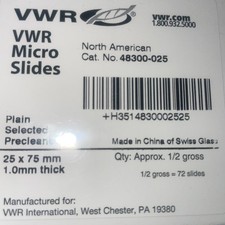 VWR
vwr.com
1.800.932.5000
VWR
Micro
Slides
North American
Cat. No. 48300-025
+H3514830002525
Plain
Selected
Precleaned
Made in China of Swiss Glass
25 x 75 mm
1.0mm thick
Qty: Approx. 1/2 gross
1/2 gross = 72 slides
Manufactured for:
VWR International, West Chester, PA 19380